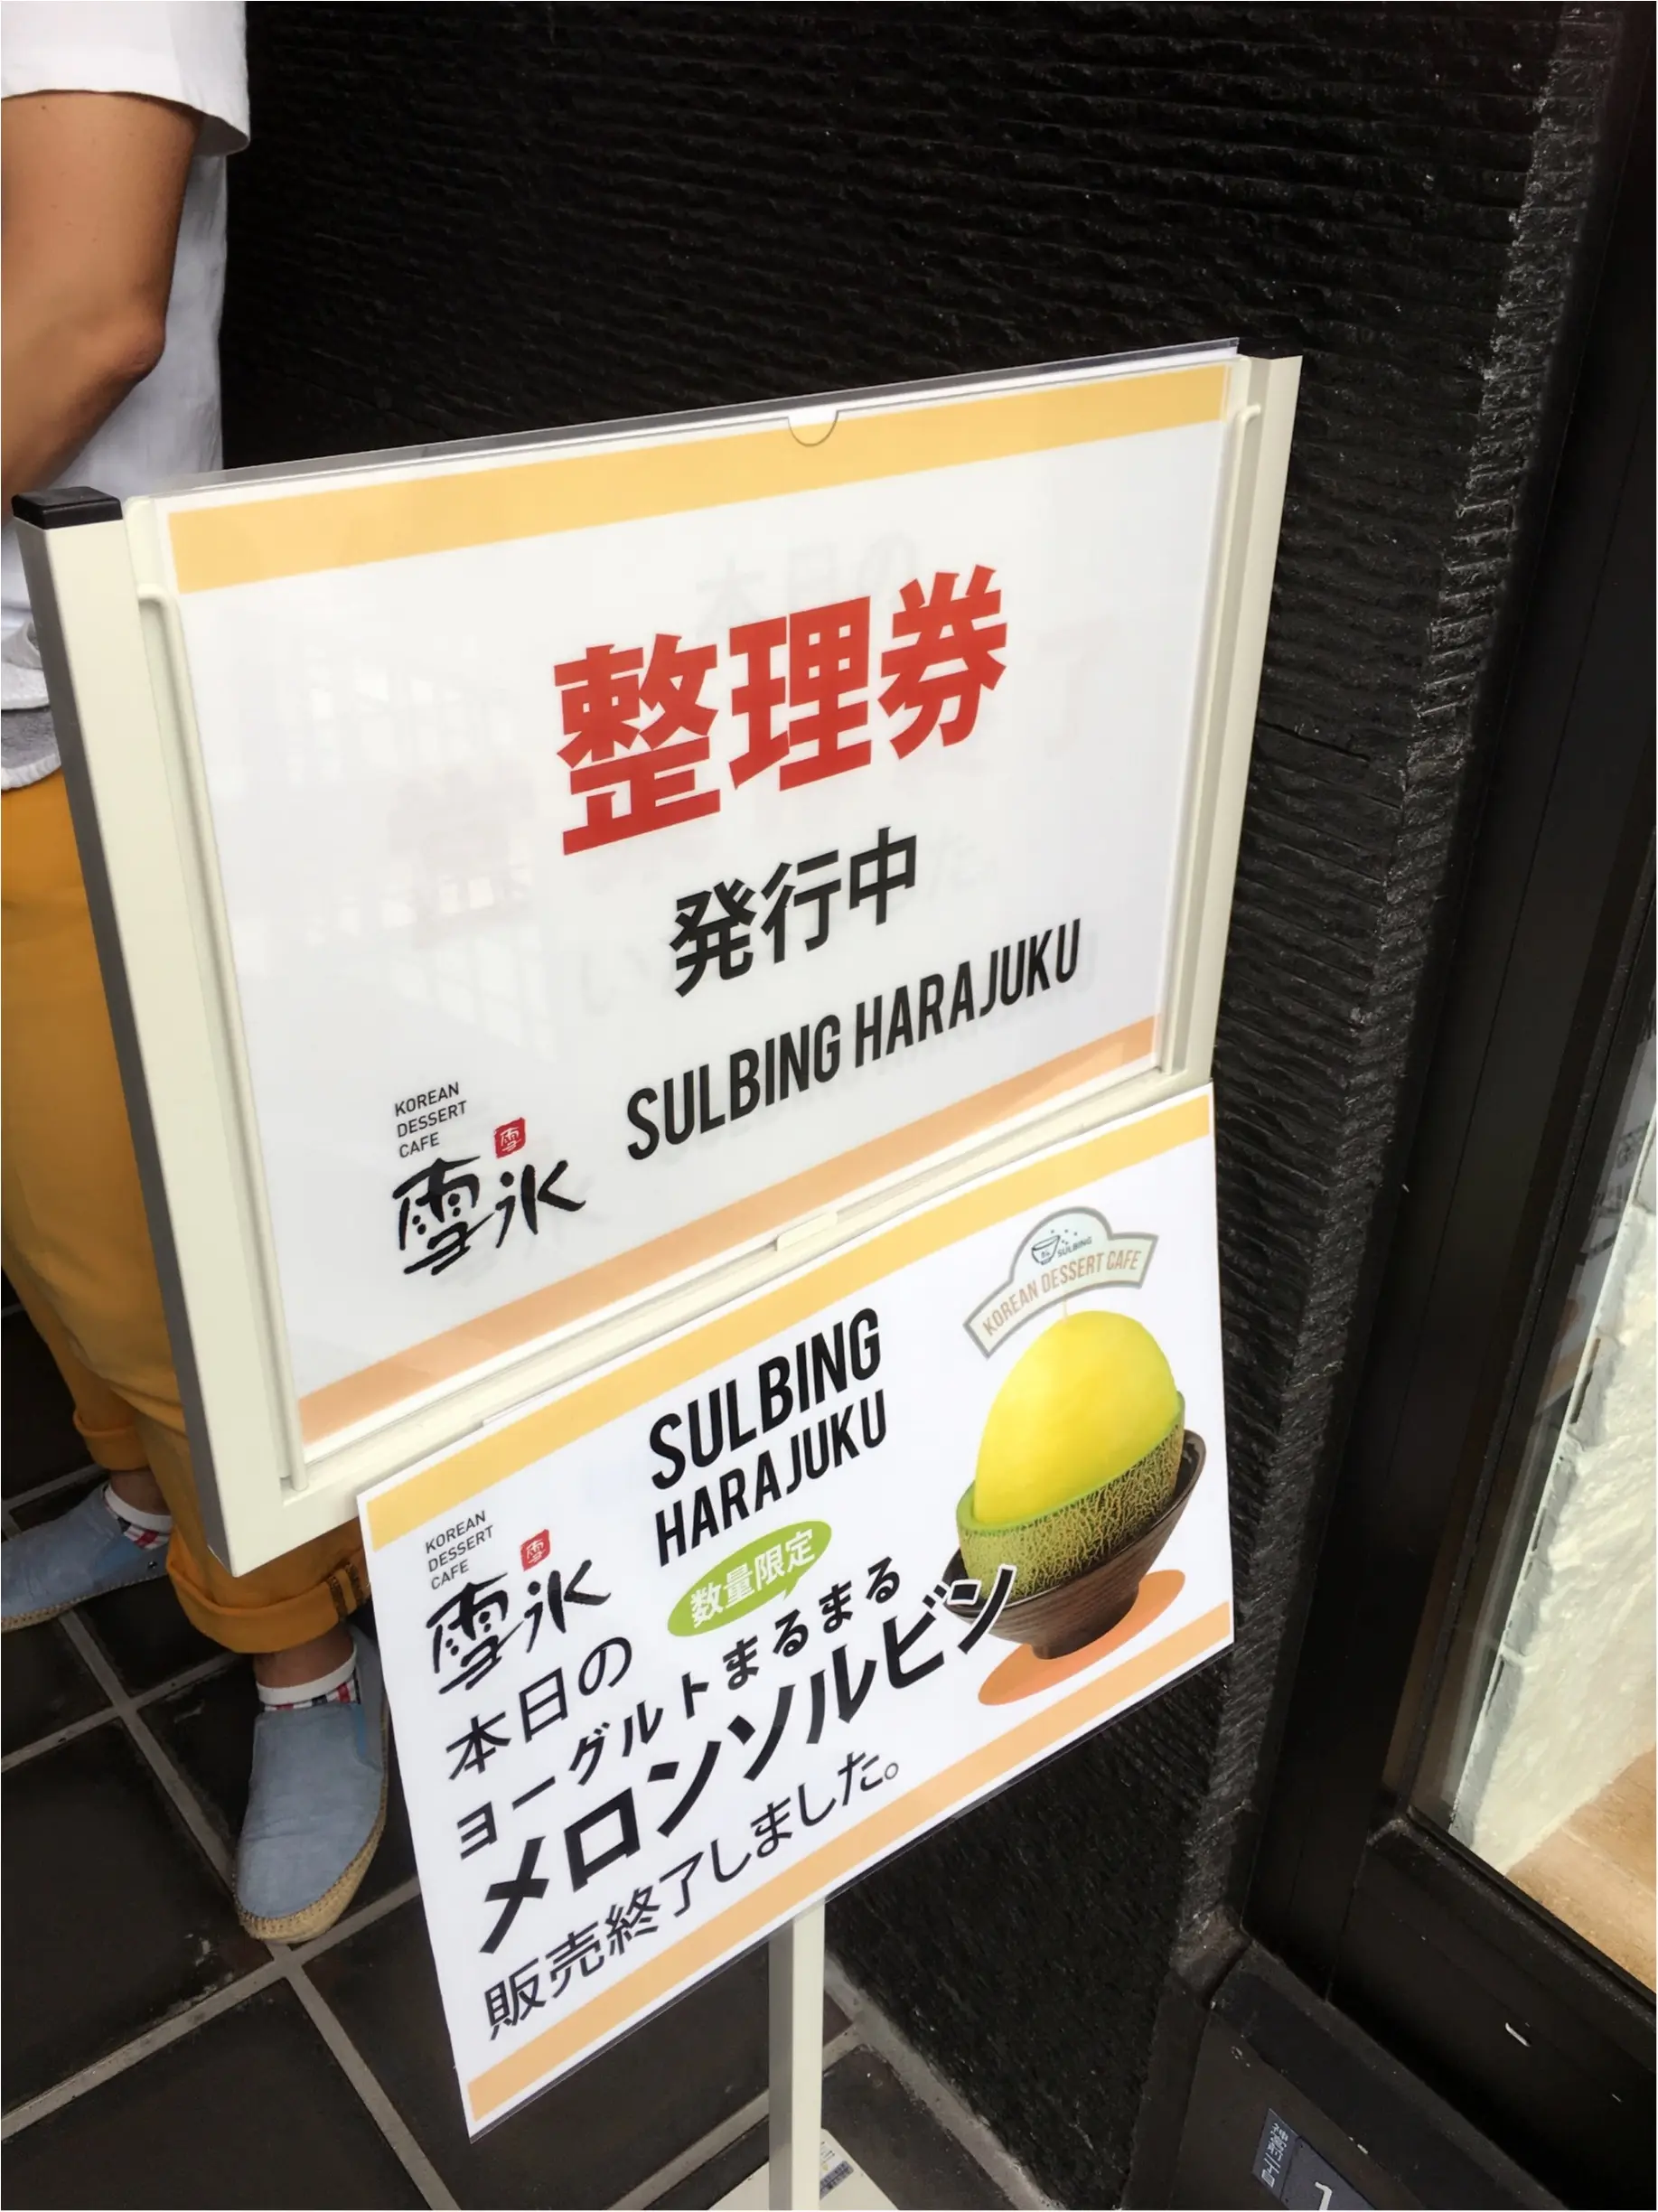 整理券
発行中
SULBING HARAJUKU
KOREAN
DESSERT
CAFE
雪
雪氷
SULBING
KOREAN DESSERT CAFE
SULBING
HARAJUKU
KOREAN
DESSERT
CAFE
雪
雪氷
数量限定
本日の
ヨーグルトまるまる
メロンソルビン
販売終了しました。